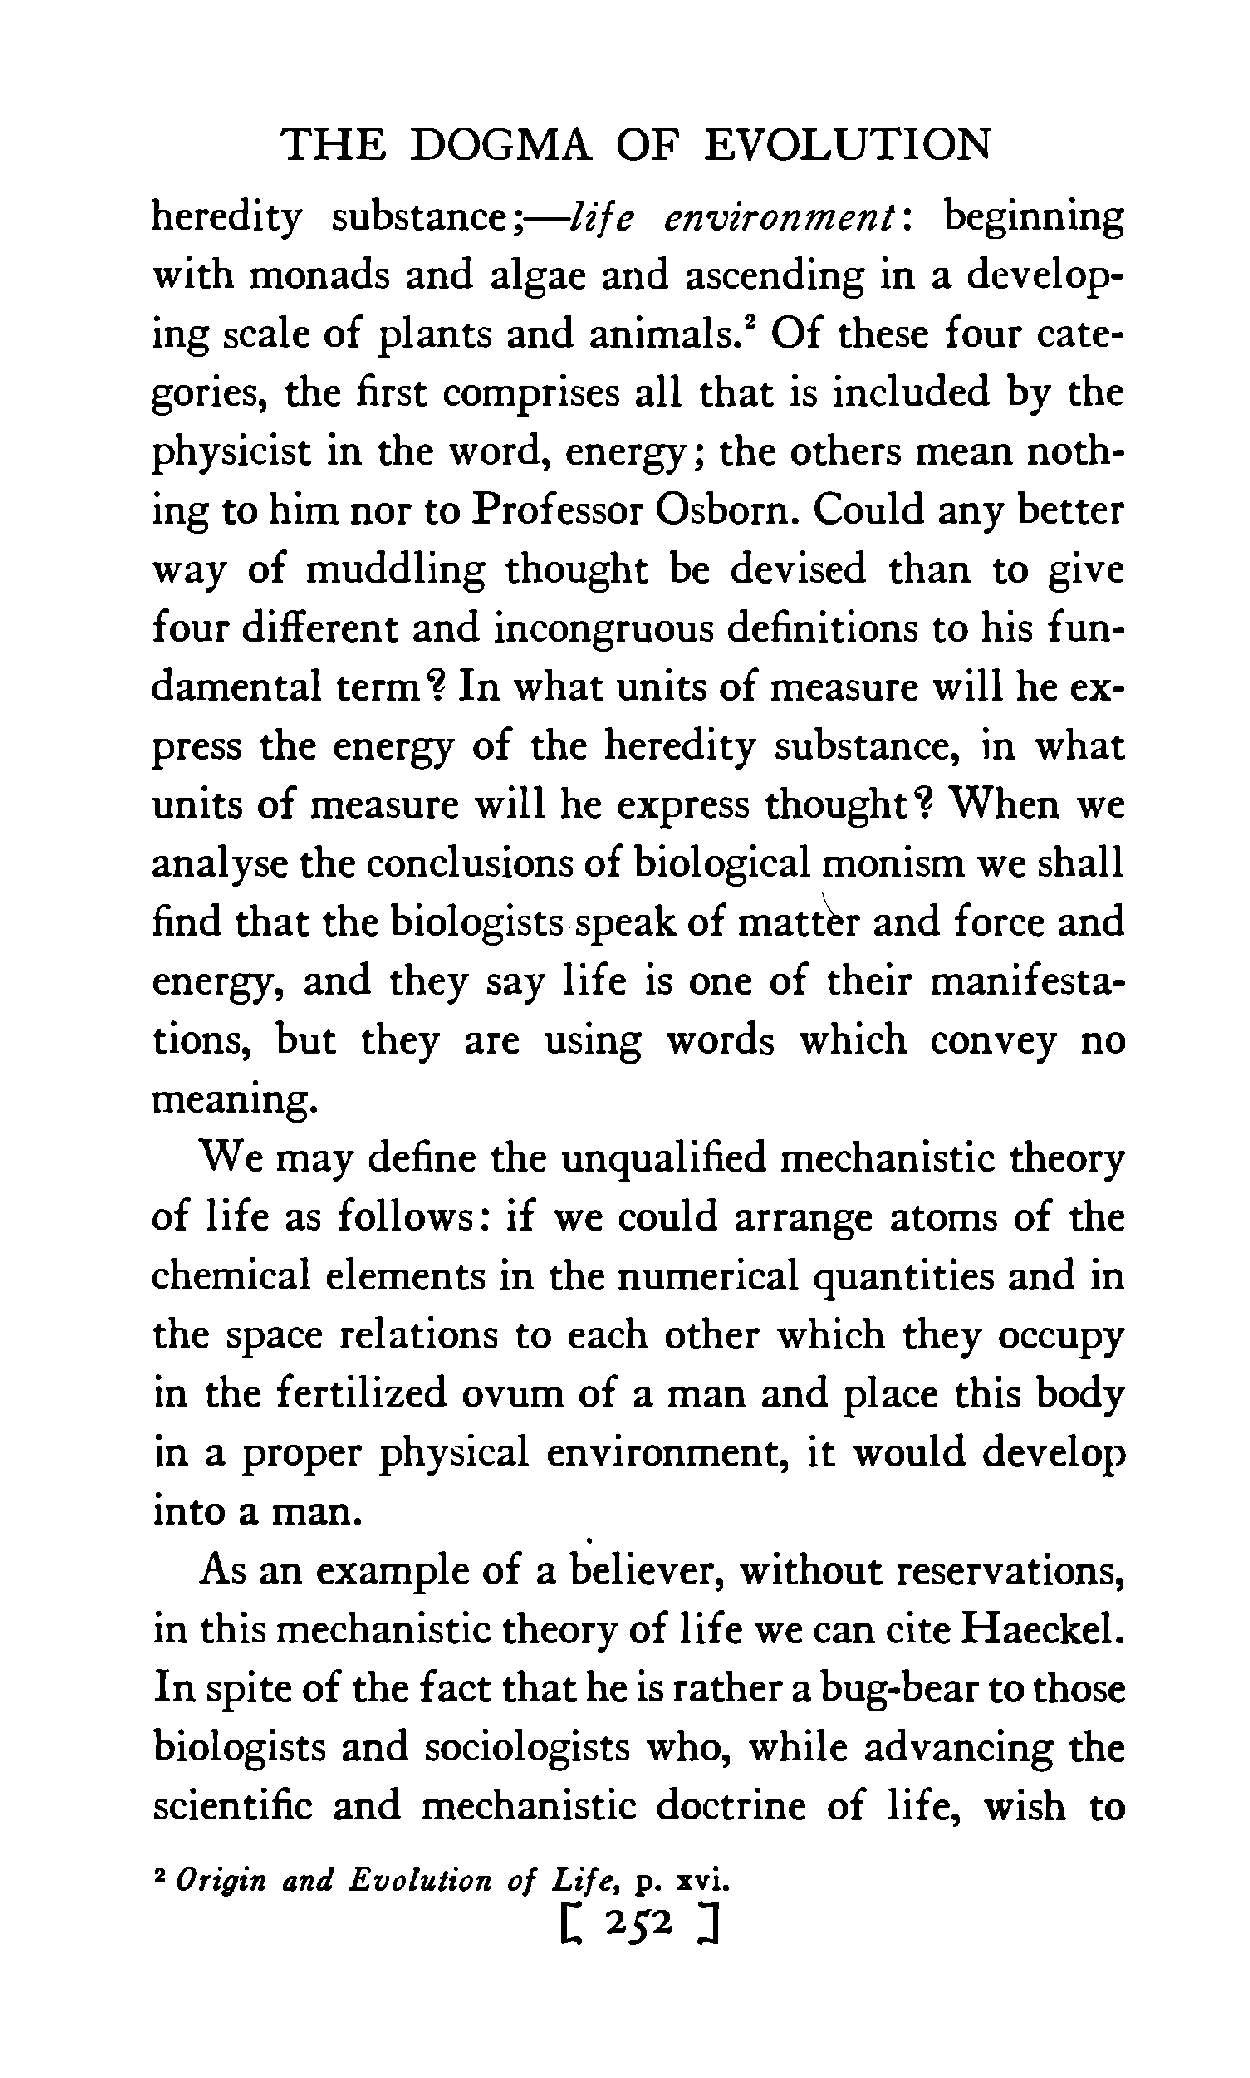 THE DOGMA OF EVOLUTION
heredity substance;—life environment: beginning
with monads and algae and ascending in a develop-
ing scale of plants and animals.² Of these four cate-
gories, the first comprises all that is included by the
physicist in the word, energy; the others mean noth-
ing to him nor to Professor Osborn. Could any better
way of muddling thought be devised than to give
four different and incongruous definitions to his fun-
damental term? In what units of measure will he ex-
press the energy of the heredity substance, in what
units of measure will he express thought? When we
analyse the conclusions of biological monism we shall
find that the biologists speak of matter and force and
energy, and they say life is one of their manifesta-
tions, but they are using words which convey no
meaning.
We may define the unqualified mechanistic theory
of life as follows: if we could arrange atoms of the
chemical elements in the numerical quantities and in
the space relations to each other which they occupy
in the fertilized ovum of a man and place this body
in a proper physical environment, it would develop
into a man.
As an example of a believer, without reservations,
in this mechanistic theory of life we can cite Haeckel.
In spite of the fact that he is rather a bug-bear to those
biologists and sociologists who, while advancing the
scientific and mechanistic doctrine of life, wish to
² Origin and Evolution of Life, p. xvi.
[ 252 ]